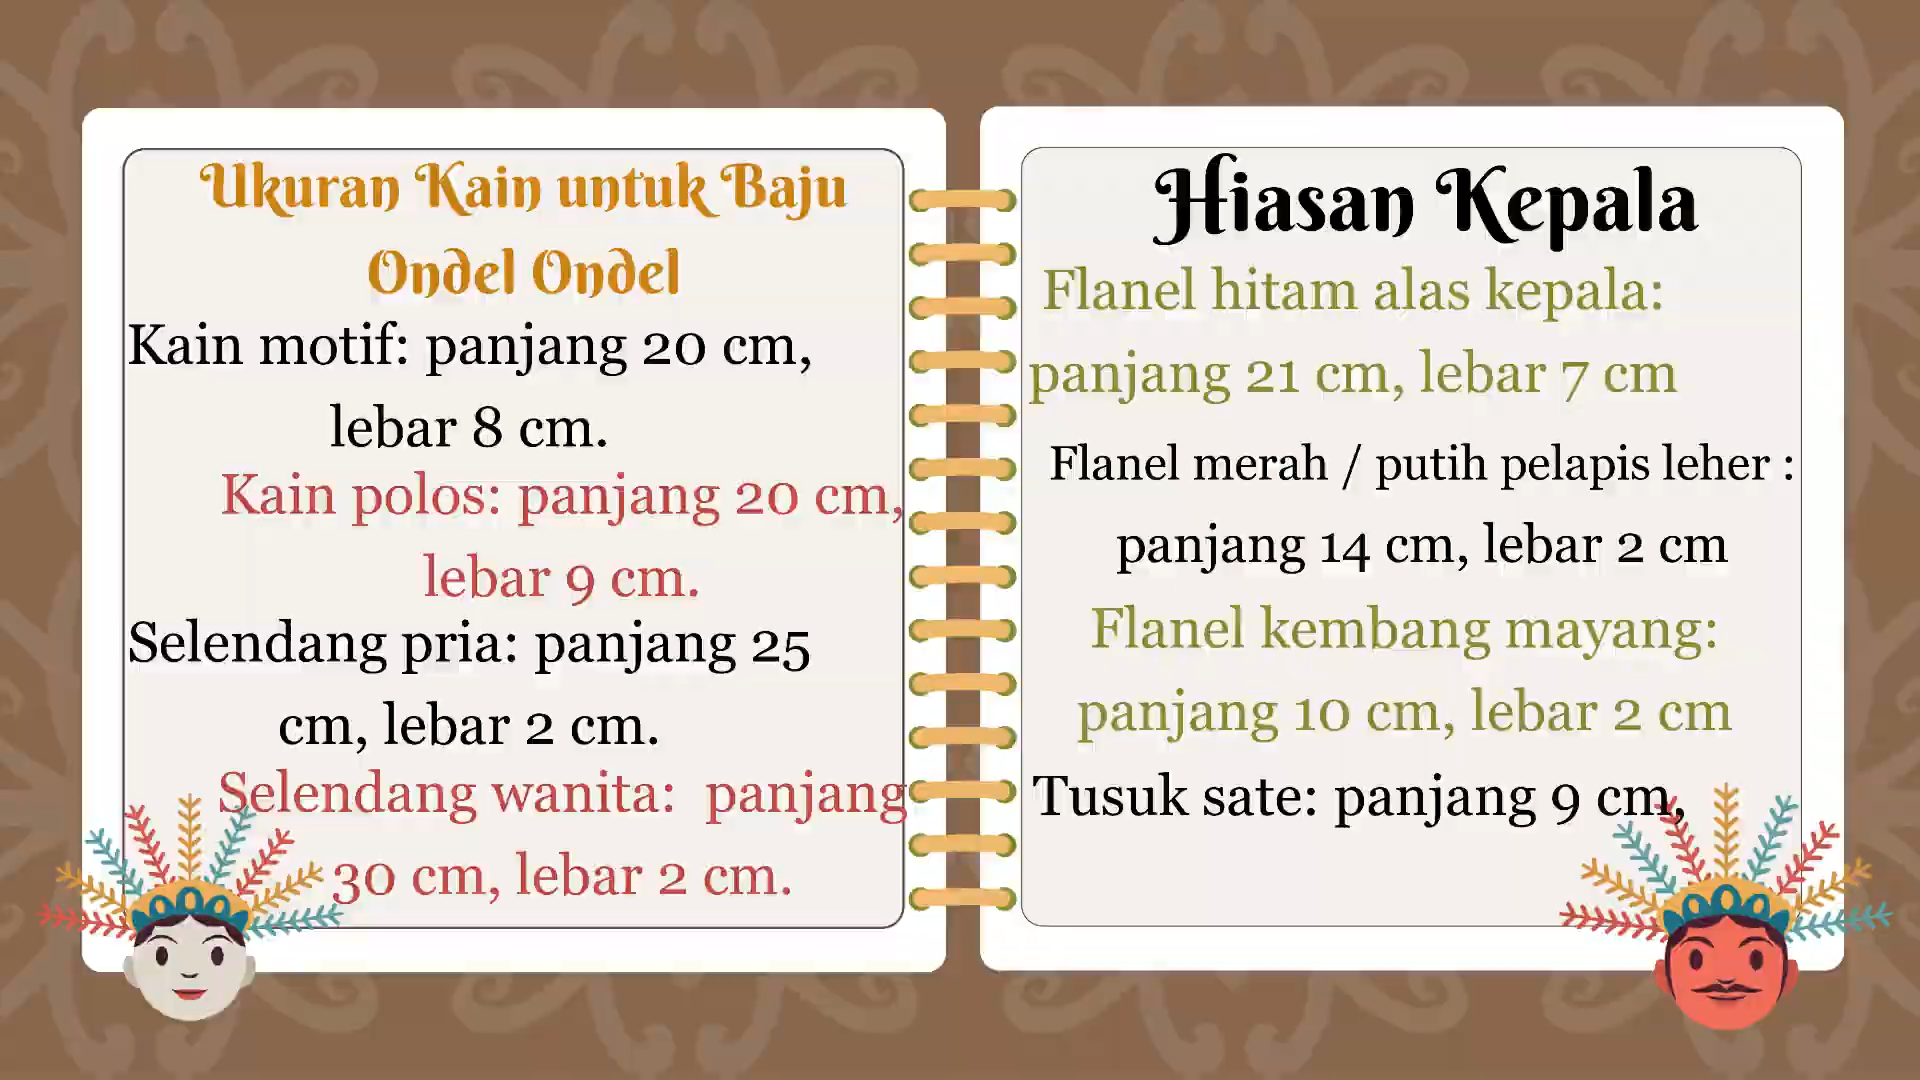 Ukuran Kain untuk Baju
Ondel Ondel
Kain motif: panjang 20 cm,
lebar 8 cm.
Kain polos: panjang 20 cm,
lebar 9 cm.
Selendang pria: panjang 25
cm, lebar 2 cm.
Selendang wanita: panjang
30 cm, lebar 2 cm.
Hiasan Kepala
Flanel hitam alas kepala:
panjang 21 cm, lebar 7 cm
Flanel merah / putih pelapis leher :
panjang 14 cm, lebar 2 cm
Flanel kembang mayang:
panjang 10 cm, lebar 2 cm
Tusuk sate: panjang 9 cm,